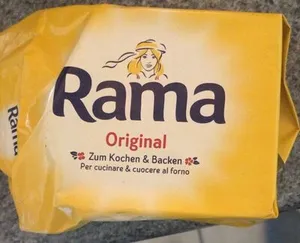 Rama
Original
Zum Kochen & Backen
Per cucinare & cuocere al forno
Rama